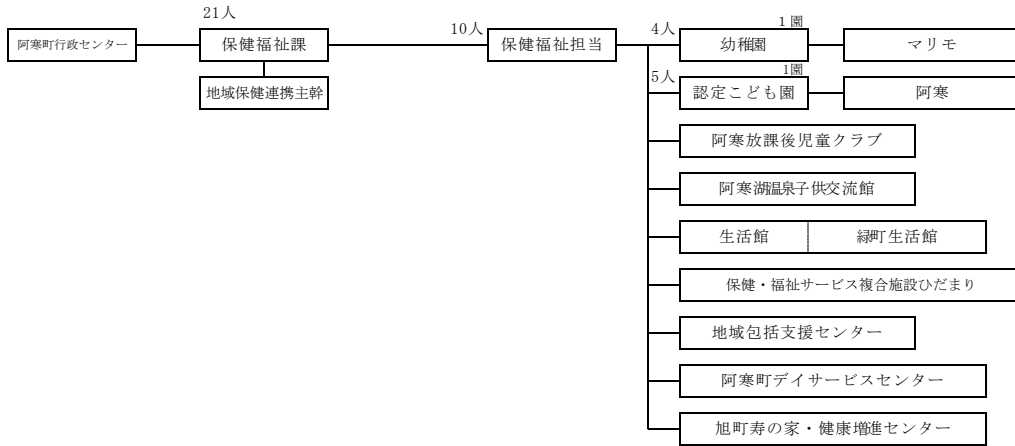 21人
阿寒町行政センター 保健福祉課 10人 保健福祉担当 4人 幼稚園 1園 マリモ
地域保健連携主幹
5人 認定こども園 1園 阿寒
阿寒放課後児童クラブ
阿寒湖温泉子供交流館
生活館 緑町生活館
保健・福祉サービス複合施設ひだまり
地域包括支援センター
阿寒町デイサービスセンター
旭町寿の家・健康増進センター